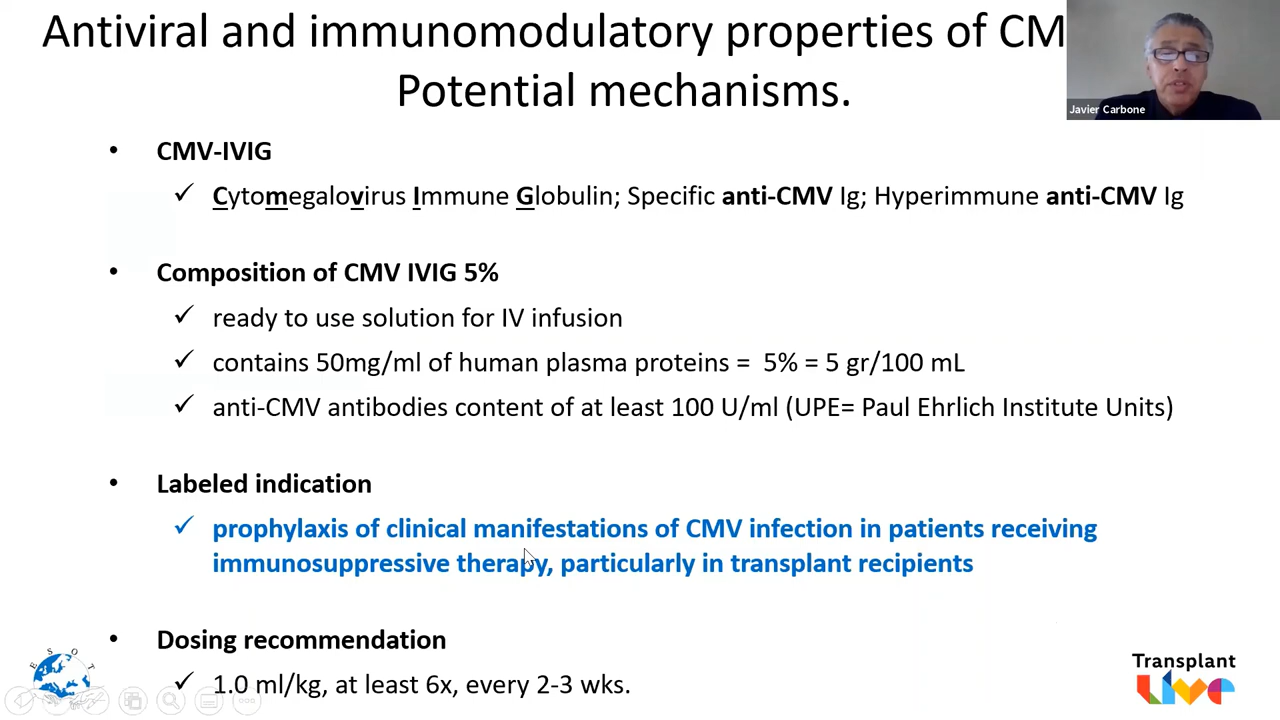 Antiviral and immunomodulatory properties of CM
Potential mechanisms.
Javier Carbone
• CMV-IVIG
✓ Cytomegalovirus Immune Globulin; Specific anti-CMV Ig; Hyperimmune anti-CMV Ig
• Composition of CMV IVIG 5%
✓ ready to use solution for IV infusion
✓ contains 50mg/ml of human plasma proteins = 5% = 5 gr/100 mL
✓ anti-CMV antibodies content of at least 100 U/ml (UPE= Paul Ehrlich Institute Units)
• Labeled indication
✓ prophylaxis of clinical manifestations of CMV infection in patients receiving
immunosuppressive therapy, particularly in transplant recipients
• Dosing recommendation
✓ 1.0 ml/kg, at least 6x, every 2-3 wks.
E S O T
Transplant
Live